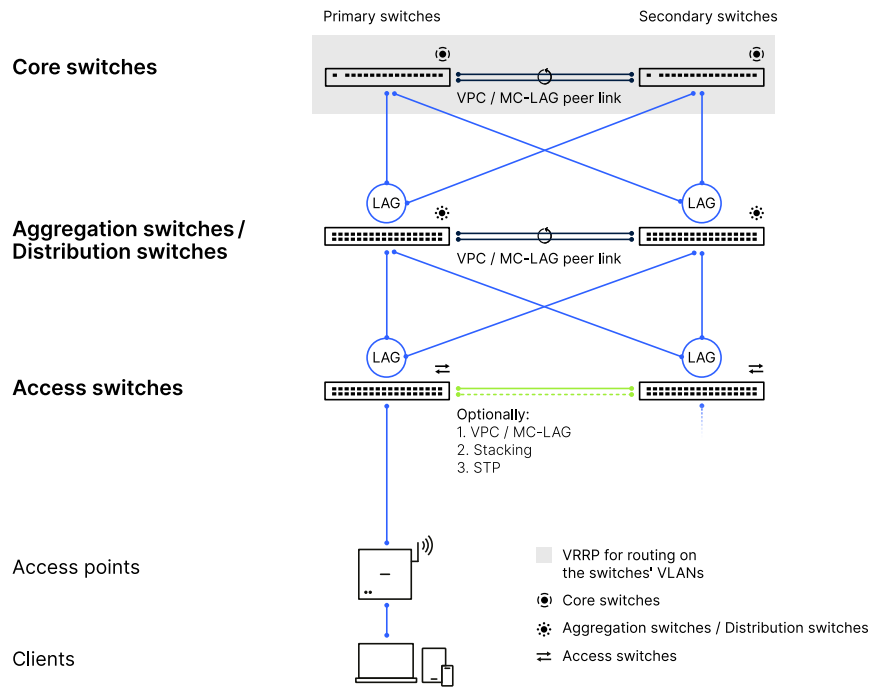 Primary switches
Secondary switches
Core switches
VPC / MC-LAG peer link
LAG
LAG
Aggregation switches /
Distribution switches
VPC / MC-LAG peer link
LAG
LAG
Access switches
Optionally:
1. VPC / MC-LAG
2. Stacking
3. STP
Access points
VRRP for routing on
the switches' VLANs
Core switches
Aggregation switches / Distribution switches
Access switches
Clients